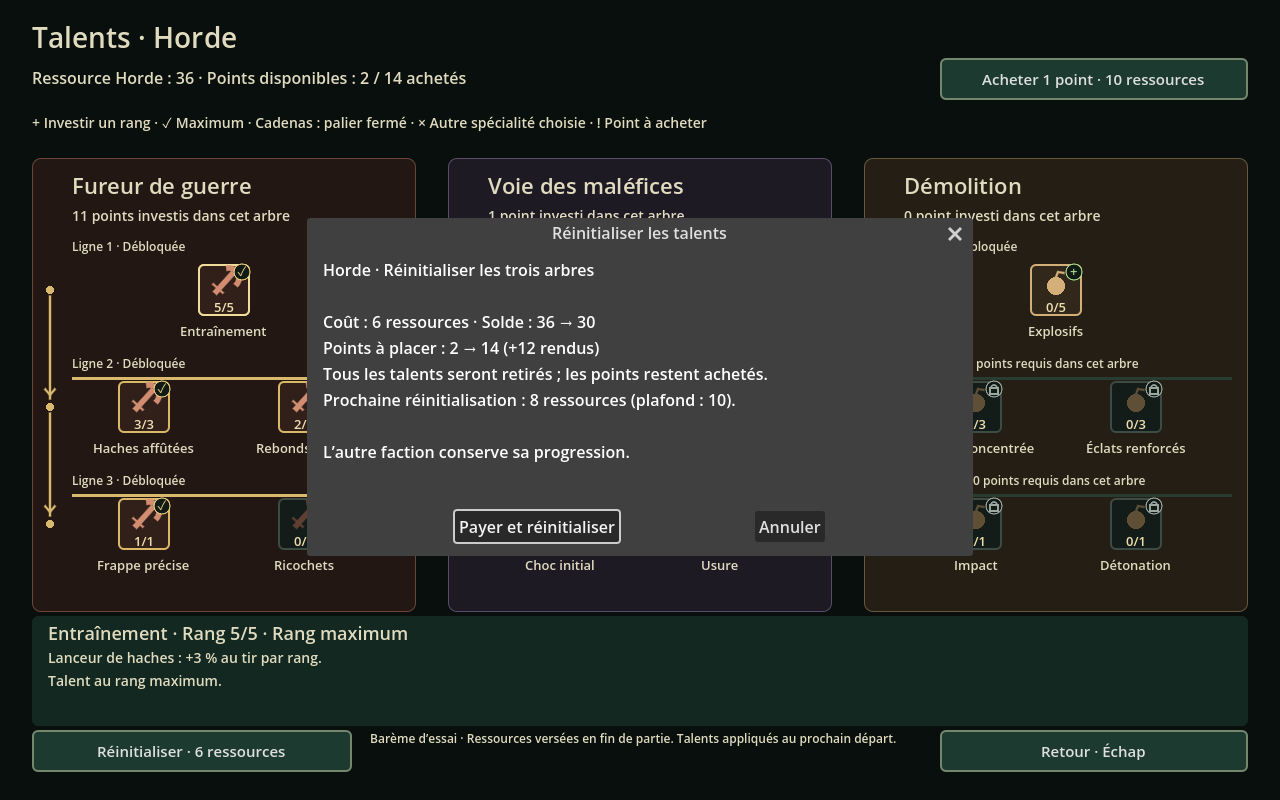 Talents · Horde
Ressource Horde : 36 · Points disponibles : 2 / 14 achetés
Acheter 1 point · 10 ressources
+ Investir un rang · ✓ Maximum · Cadenas : palier fermé · × Autre spécialité choisie · ! Point à acheter
Fureur de guerre
11 points investis dans cet arbre
Ligne 1 · Débloquée
5/5
Entraînement
Ligne 2 · Débloquée
3/3
Haches affûtées
2/
Rebonds
Ligne 3 · Débloquée
1/1
Frappe précise
0/
Ricochets
Voie des maléfices
1 point investi dans cet arbre
Choc initial
Usure
Démolition
0 point investi dans cet arbre
0/5
Explosifs
points requis dans cet arbre
/3
0/3
Éclats renforcés
0 points requis dans cet arbre
/1
Impact
0/1
Détonation
Réinitialiser les talents
Horde · Réinitialiser les trois arbres
Coût : 6 ressources · Solde : 36 → 30
Points à placer : 2 → 14 (+12 rendus)
Tous les talents seront retirés ; les points restent achetés.
Prochaine réinitialisation : 8 ressources (plafond : 10).
L’autre faction conserve sa progression.
Payer et réinitialiser
Annuler
Entraînement · Rang 5/5 · Rang maximum
Lanceur de haches : +3 % au tir par rang.
Talent au rang maximum.
Réinitialiser · 6 ressources
Barème d’essai · Ressources versées en fin de partie. Talents appliqués au prochain départ.
Retour · Échap